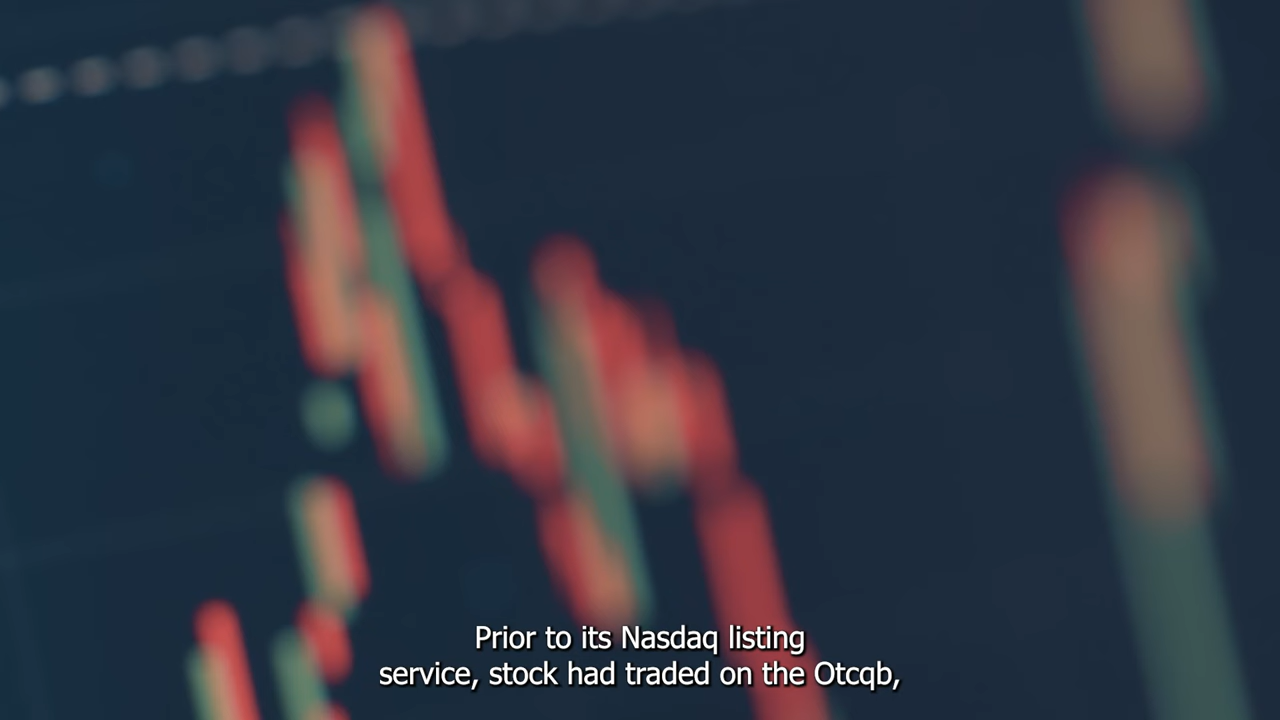 Prior to its Nasdaq listing
service, stock had traded on the Otcqb,